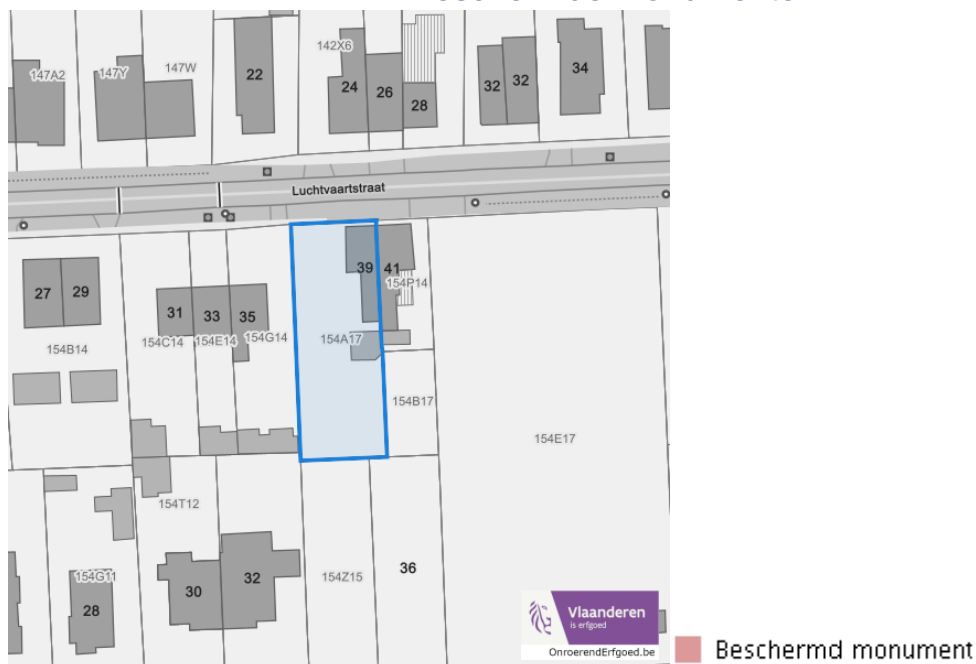 147A2
147Y
147W
22
142X6
24
26
28
32
32
34
Luchtvaartstraat
27
29
31
33
35
39
41
154P14
154B14
154C14
154E14
154G14
154A17
154B17
154E17
154T12
154G11
28
30
32
154Z15
36
Vlaanderen
is erfgoed
OnroerendErfgoed.be
Beschermd monument